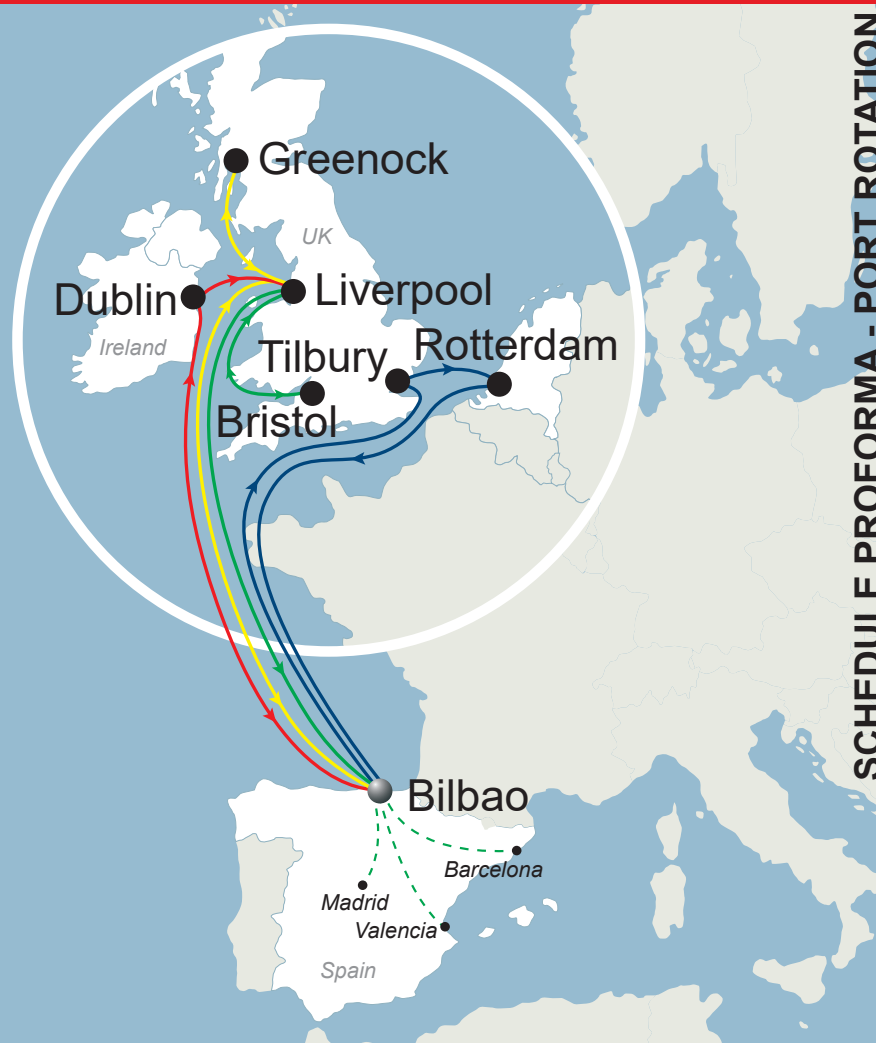 Greenock
UK
Dublin
Liverpool
Ireland
Tilbury
Rotterdam
Bristol
Bilbao
Barcelona
Madrid
Valencia
Spain
SCHEDULE PROFORMA - PORT ROTATION